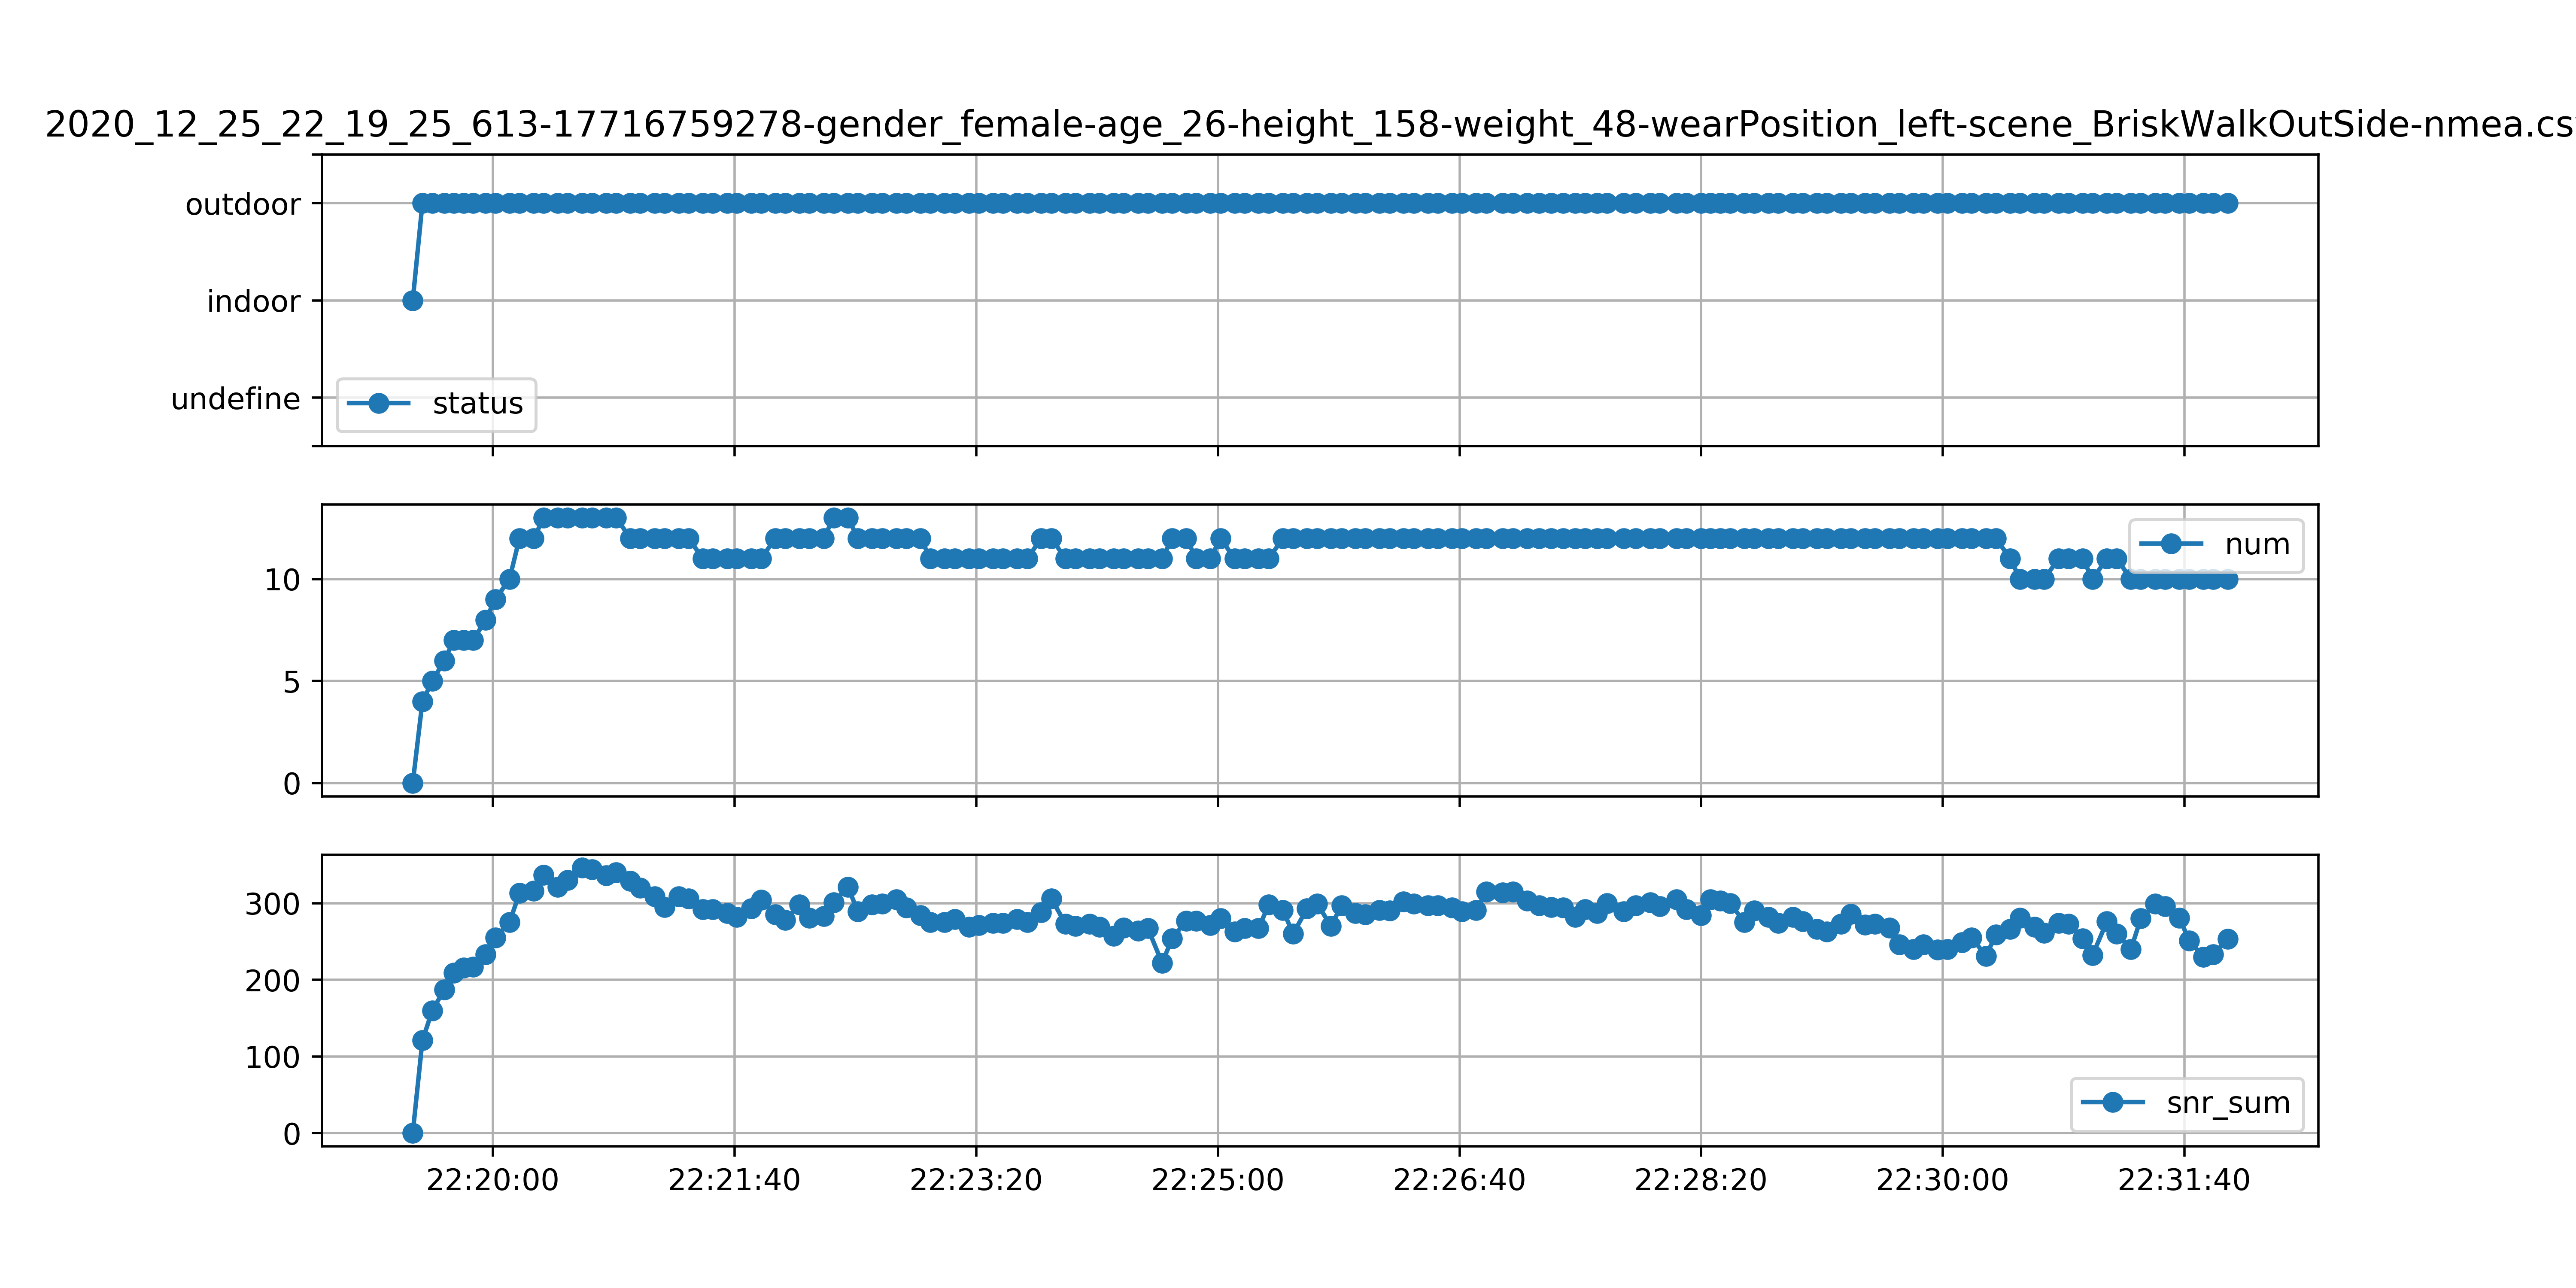 2020_12_25_22_19_25_613-17716759278-gender_female-age_26-height_158-weight_48-wearPosition_left-scene_BriskWalkOutSide-nmea.cs
outdoor
indoor
undefine
status
10
5
0
num
300
200
100
0
snr_sum
22:20:00 22:21:40 22:23:20 22:25:00 22:26:40 22:28:20 22:30:00 22:31:40